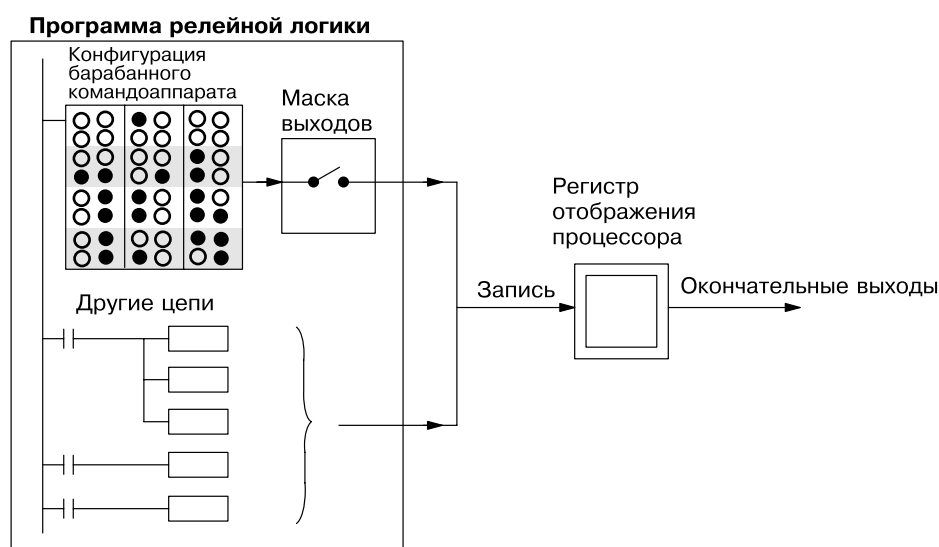 Программа релейной логики
Конфигурация
барабанного
командоаппарата
Маска
выходов
Регистр
отображения
процессора
Запись
Окончательные выходы
Другие цепи